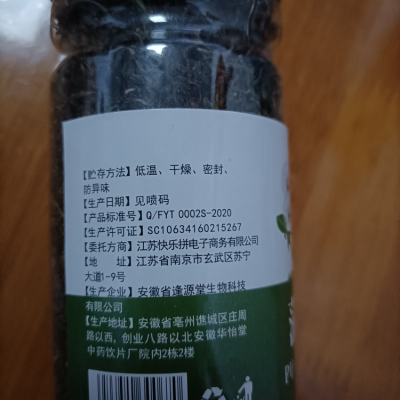 【贮存方法】低温、干燥、密封、
防异味
【生产日期】见喷码
【产品标准号】Q/FYT 0002S-2020
【生产许可证】SC10634160215267
【委托方商】江苏快乐拼电子商务有限公司
【地 址】江苏省南京市玄武区苏宁
大道1-9号
【生产企业】安徽省逢源堂生物科技
有限公司
【生产地址】安徽省亳州谯城区庄周
路以西，创业八路以北安徽华怡堂
中药饮片厂院内2栋2楼